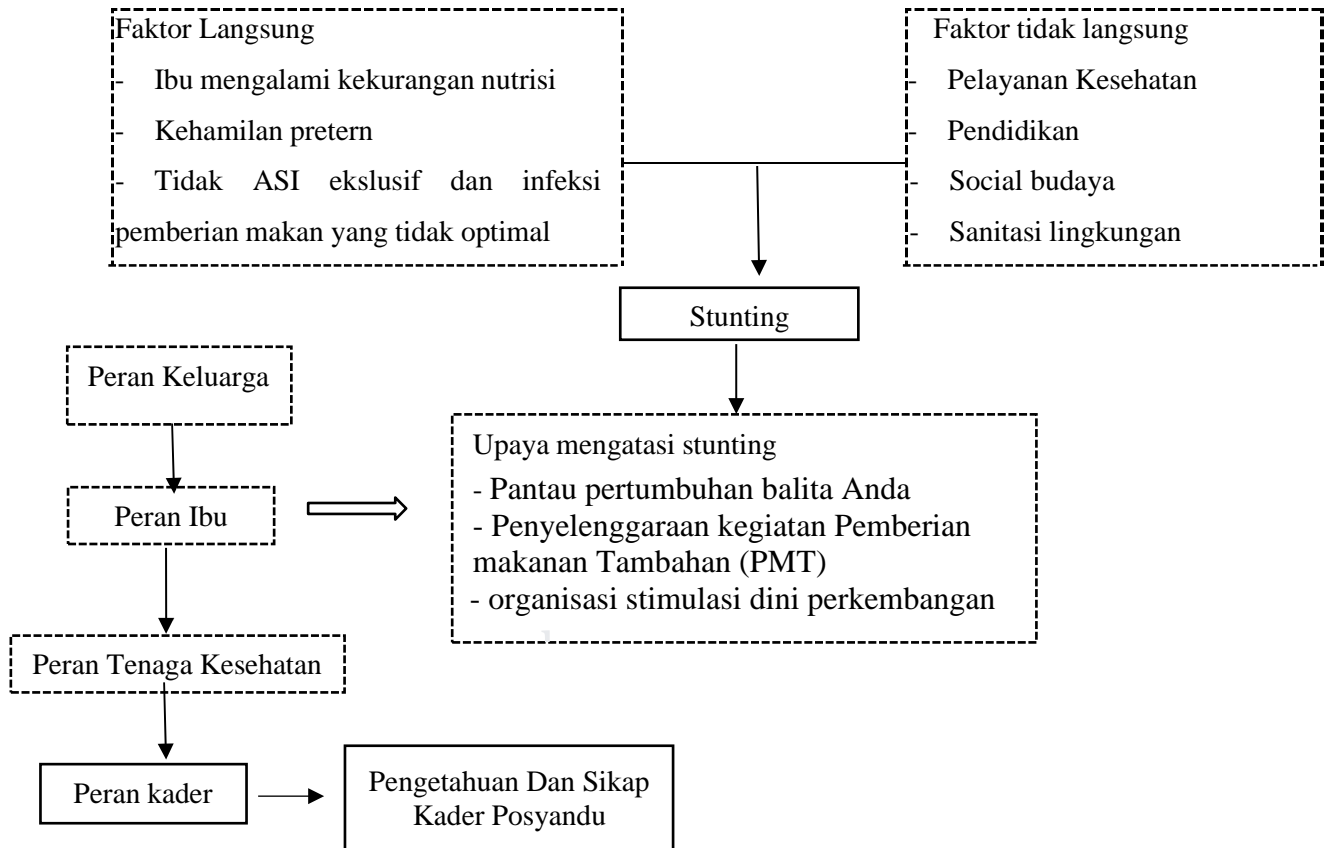 Faktor Langsung
- Ibu mengalami kekurangan nutrisi
- Kehamilan pretern
- Tidak ASI ekslusif dan infeksi
pemberian makan yang tidak optimal
Faktor tidak langsung
- Pelayanan Kesehatan
- Pendidikan
- Social budaya
- Sanitasi lingkungan
Stunting
Peran Keluarga
Upaya mengatasi stunting
- Pantau pertumbuhan balita Anda
- Penyelenggaraan kegiatan Pemberian
makanan Tambahan (PMT)
- organisasi stimulasi dini perkembangan
Peran Ibu
Peran Tenaga Kesehatan
Peran kader
Pengetahuan Dan Sikap
Kader Posyandu